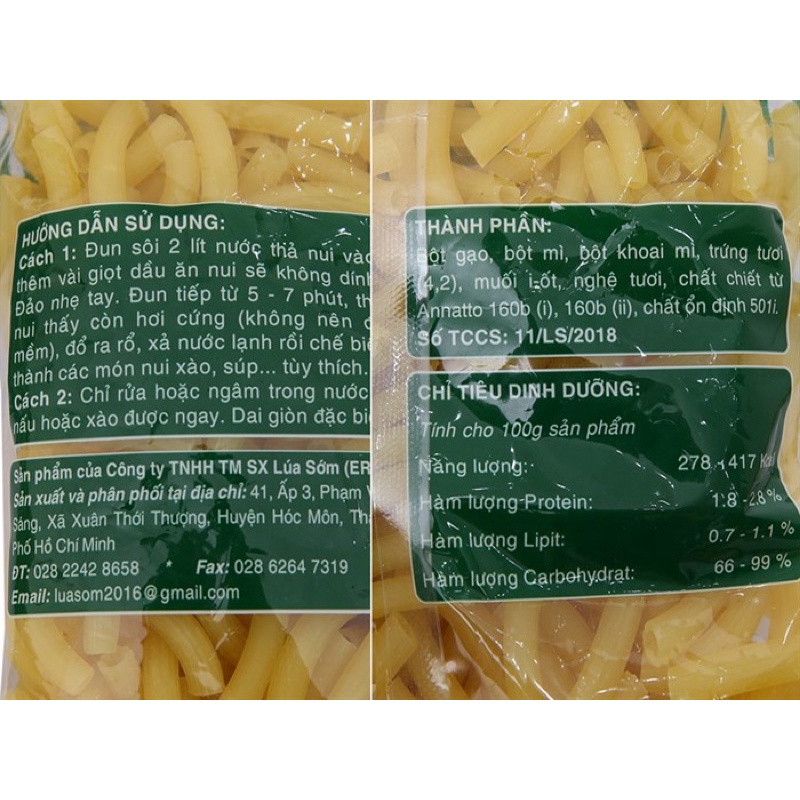 HƯỚNG DẪN SỬ DỤNG:
Cách 1: Đun sôi 2 lít nước thả nui vào
thêm vài giọt dầu ăn nui sẽ không dính
Đảo nhẹ tay. Đun tiếp từ 5 - 7 phút,
nui thấy còn hơi cứng (không nên
mềm), đổ ra rổ, xả nước lạnh rồi chế
thành các món nui xào, súp... tùy thích.
Cách 2: Chỉ rửa hoặc ngâm trong nước
nấu hoặc xào được ngay. Dai giòn đặc
Sản phẩm của Công ty TNHH TM SX Lúa Sớm (ER
Sản xuất và phân phối tại địa chỉ: 41, Ấp 3, Phạm
Sáng, Xã Xuân Thới Thượng, Huyện Hóc Môn,
Phố Hồ Chí Minh
ĐT: 028 2242 8658 * Fax: 028 6264 7319
Email: luasom2016@gmail.com
THÀNH PHẦN:
Bột gạo, bột mì, bột khoai mì, trứng tươi
(4,2), muối i-ốt, nghệ tươi, chất chiết từ
Annatto 160b (i), 160b (ii), chất ổn định 501i.
Số TCCS: 11/LS/2018
CHỈ TIÊU DINH DƯỠNG:
Tính cho 100g sản phẩm
Năng lượng: 278 - 417
Hàm lượng Protein: 1.8 - 2.8 %
Hàm lượng Lipit: 0.7 - 1.1 %
Hàm lượng Carbohydrat: 66 - 99 %